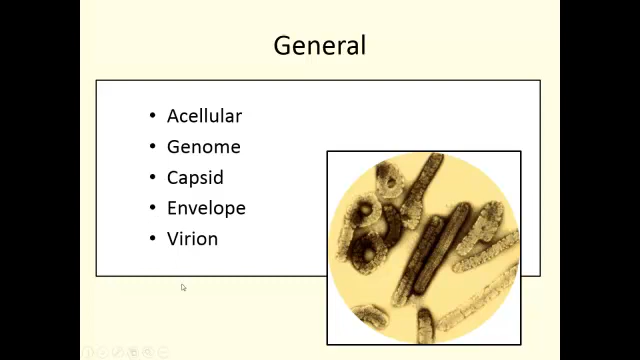 General
• Acellular
• Genome
• Capsid
• Envelope
• Virion